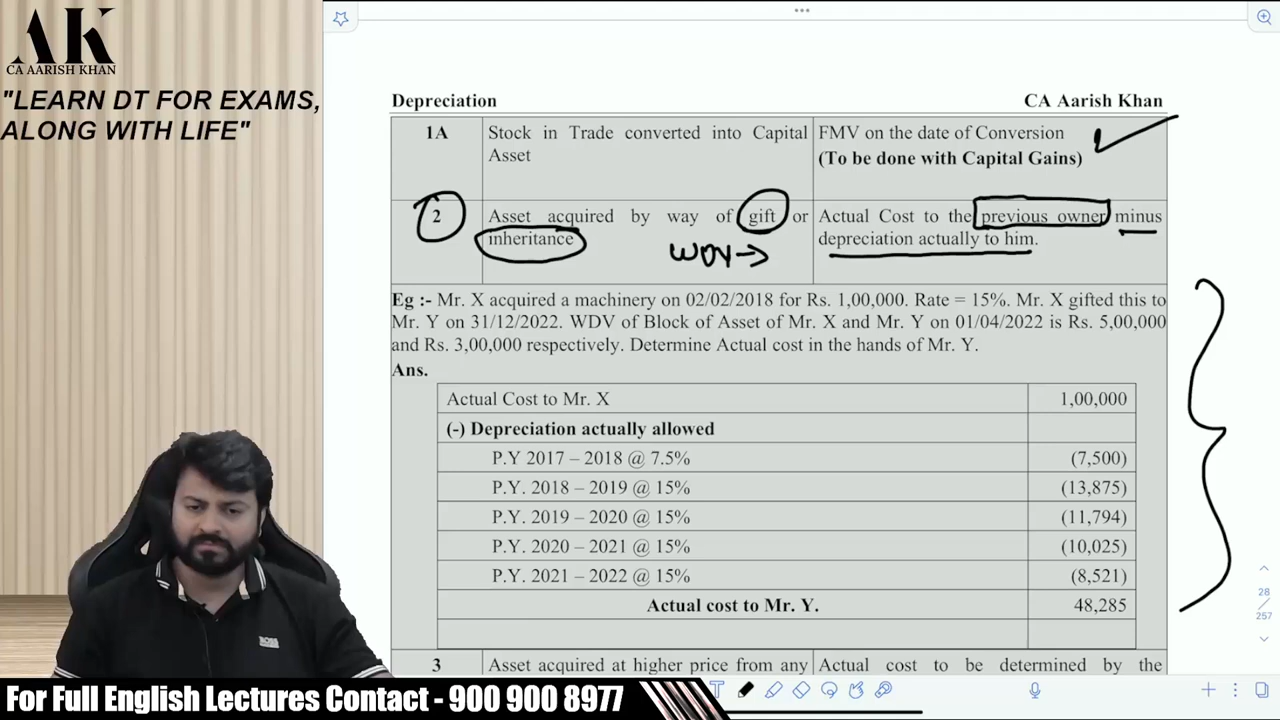 AK
CA AARISH KHAN
"LEARN DT FOR EXAMS,
ALONG WITH LIFE"
Depreciation CA Aarish Khan
1A Stock in Trade converted into Capital FMV on the date of Conversion
Asset (To be done with Capital Gains)
2 Asset acquired by way of gift or Actual Cost to the previous owner minus
inheritance depreciation actually to him.
WDV→
Eg :- Mr. X acquired a machinery on 02/02/2018 for Rs. 1,00,000. Rate = 15%. Mr. X gifted this to
Mr. Y on 31/12/2022. WDV of Block of Asset of Mr. X and Mr. Y on 01/04/2022 is Rs. 5,00,000
and Rs. 3,00,000 respectively. Determine Actual cost in the hands of Mr. Y.
Ans.
Actual Cost to Mr. X 1,00,000
(-) Depreciation actually allowed
P.Y 2017 – 2018 @ 7.5% (7,500)
P.Y. 2018 – 2019 @ 15% (13,875)
P.Y. 2019 – 2020 @ 15% (11,794)
P.Y. 2020 – 2021 @ 15% (10,025)
P.Y. 2021 – 2022 @ 15% (8,521)
Actual cost to Mr. Y. 48,285
3 Asset acquired at higher price from any Actual cost to be determined by the
28
/
257
BOSS
For Full English Lectures Contact - 900 900 8977